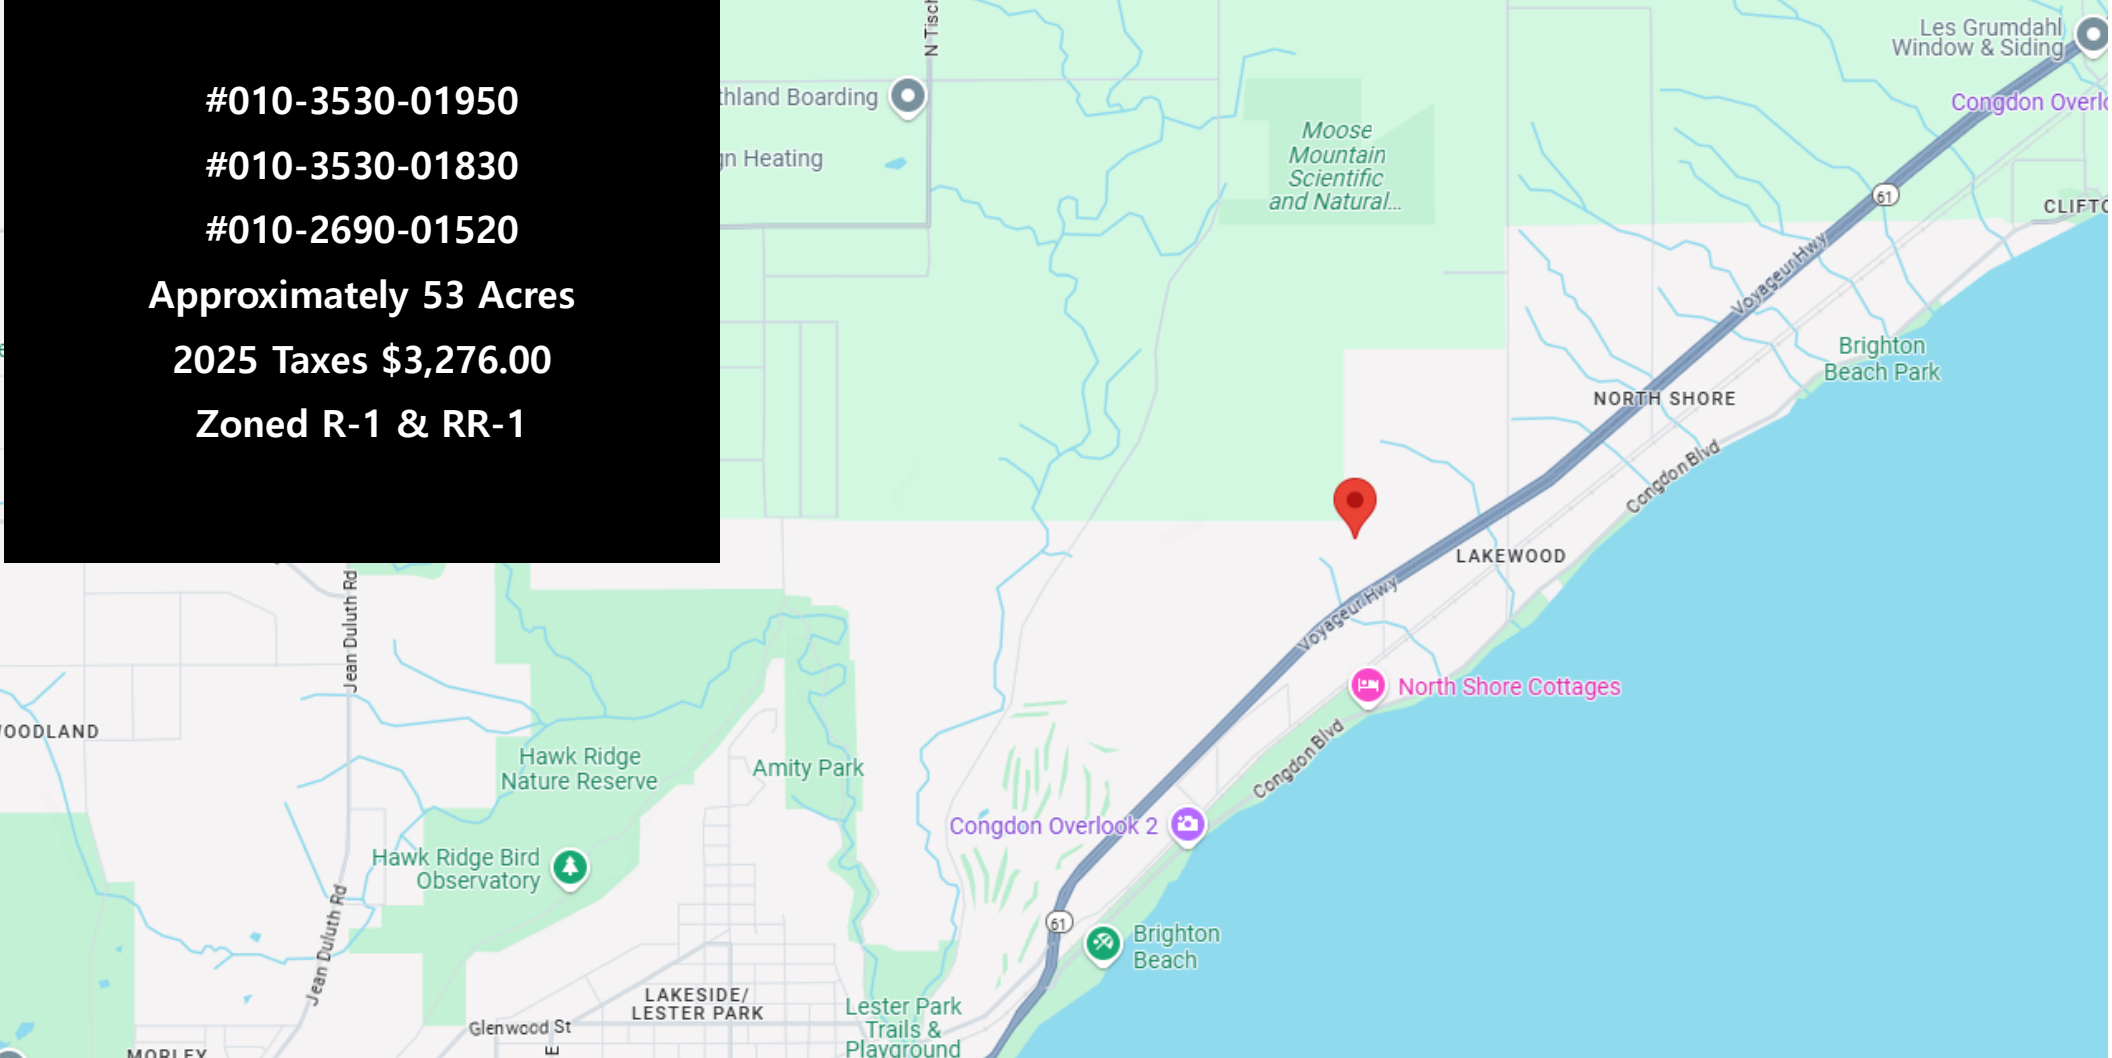 #010-3530-01950
#010-3530-01830
#010-2690-01520
Approximately 53 Acres
2025 Taxes $3,276.00
Zoned R-1 & RR-1
N Tisch
thland Boarding
gn Heating
Moose
Mountain
Scientific
and Natural...
Les Grumdahl
Window & Siding
Congdon Overlo
61
CLIFTO
Voyageur Hwy
Brighton
Beach Park
NORTH SHORE
Congdon Blvd
LAKEWOOD
Voyageur Hwy
North Shore Cottages
Congdon Blvd
Jean Duluth Rd
OODLAND
Hawk Ridge
Nature Reserve
Amity Park
Congdon Overlook 2
Hawk Ridge Bird
Observatory
Jean Duluth Rd
61
Brighton
Beach
LAKESIDE/
LESTER PARK
Lester Park
Trails &
Playground
Glenwood St
E
MORLEY